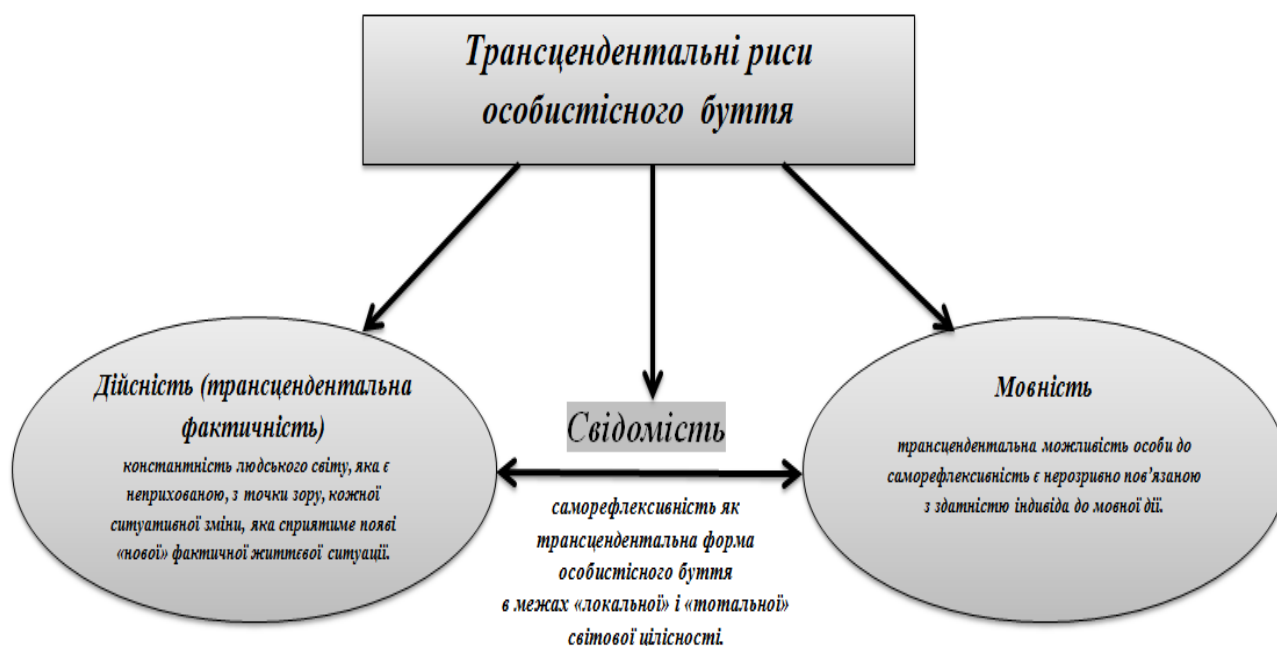 Трансцендентальні риси
особистісного буття
Дійсність (трансцендентальна
фактичність)
константність людського світу, яка є
неприхованою, з точки зору, кожної
ситуативної зміни, яка сприятиме появі
«нової» фактичної життєвої ситуації.
Свідомість
саморефлексивність як
трансцендентальна форма
особистісного буття
в межах «локальної» і «тотальної»
світової цілісності.
Мовність
трансцендентальна можливість особи до
саморефлексивність є нерозривно пов’язаною
з здатністю індивіда до мовної дії.